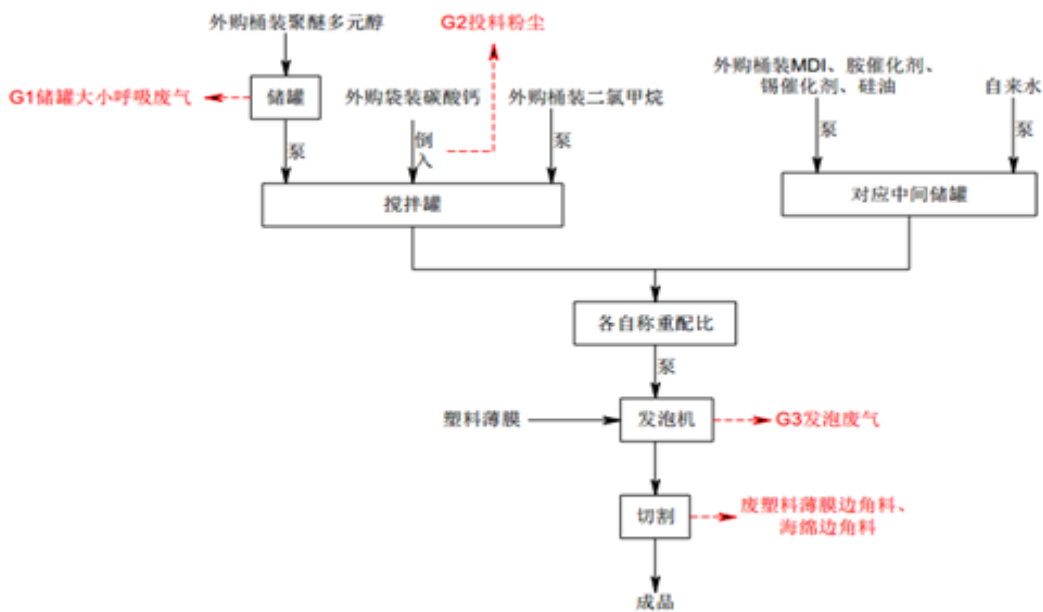 外购桶装聚醚多元醇
G2投料粉尘
G1储罐大小呼吸废气
储罐
外购袋装碳酸钙
外购桶装二氯甲烷
外购桶装MDI、胺催化剂、
锡催化剂、硅油
自来水
泵
倒
入
泵
泵
泵
搅拌罐
对应中间储罐
各自称重配比
泵
塑料薄膜
发泡机
G3发泡废气
切割
废塑料薄膜边角料、
海绵边角料
成品